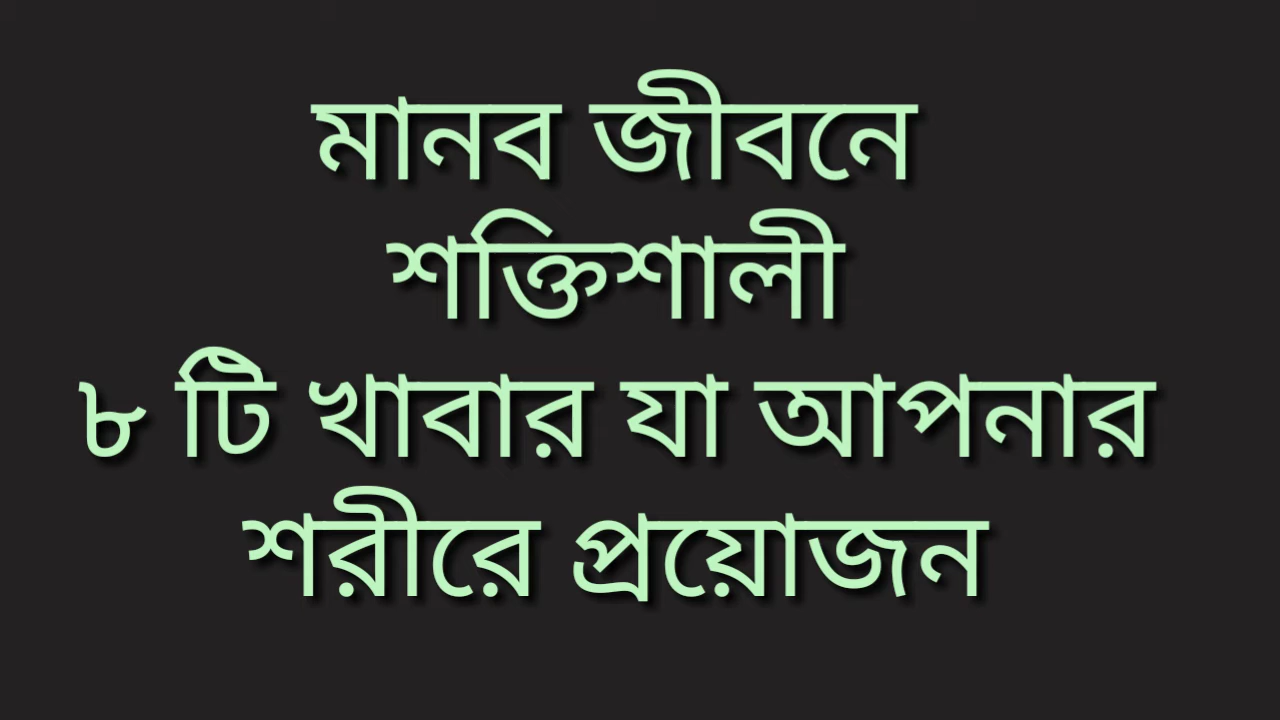 মানব জীবনে
শক্তিশালী
৮ টি খাবার যা আপনার
শরীরে প্রয়োজন